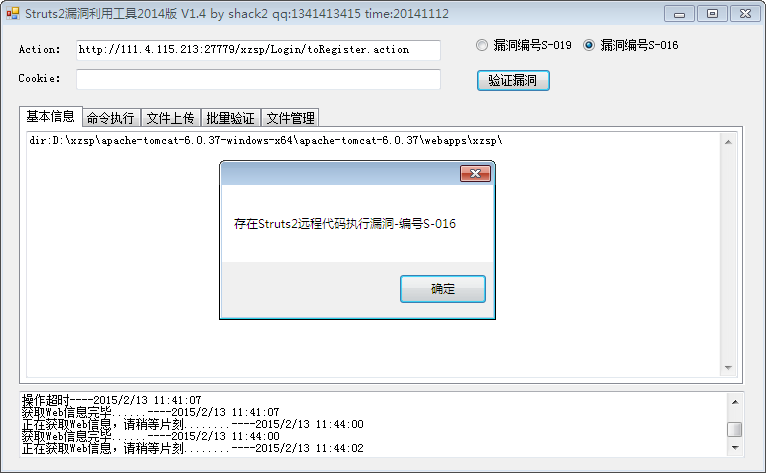 Struts2漏洞利用工具2014版 V1.4 by shack2 qq:1341413415 time:20141112
Action: http://111.4.115.213:27779/xzsp/Login/toRegister.action 漏洞编号S-019 漏洞编号S-016
Cookie: 验证漏洞
基本信息 命令执行 文件上传 批量验证 文件管理
dir:D:\xzsp\apache-tomcat-6.0.37-windows-x64\apache-tomcat-6.0.37\webapps\xzsp\
存在Struts2远程代码执行漏洞-编号S-016
确定
操作超时----2015/2/13 11:41:07
获取Web信息完毕......----2015/2/13 11:41:07
正在获取Web信息，请稍等片刻........----2015/2/13 11:44:00
获取Web信息完毕......----2015/2/13 11:44:00
正在获取Web信息，请稍等片刻........----2015/2/13 11:44:02